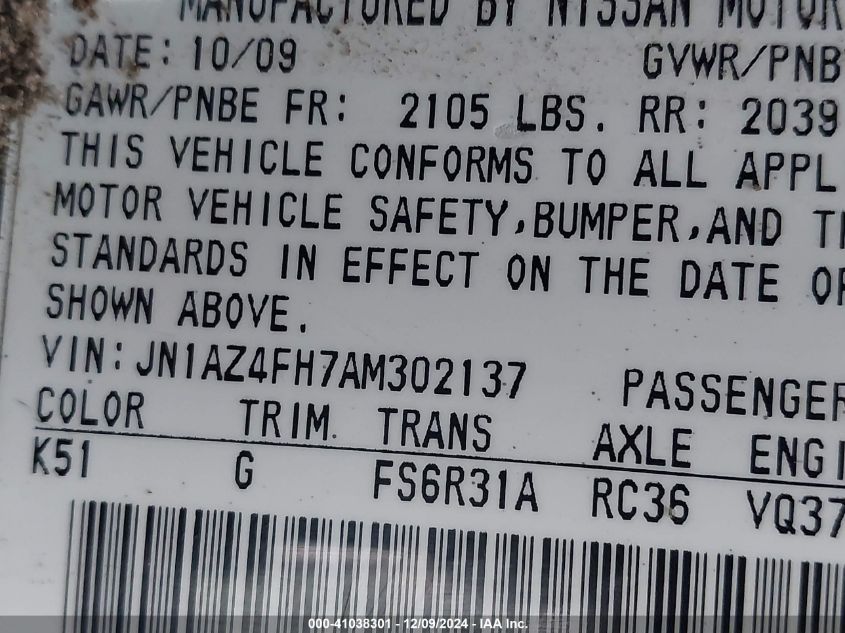 MANUFACTURED BY NISSAN MOTOR
DATE: 10/09 GVWR/PNB
GAWR/PNBE FR: 2105 LBS. RR: 2039
THIS VEHICLE CONFORMS TO ALL APPL
MOTOR VEHICLE SAFETY, BUMPER, AND T
STANDARDS IN EFFECT ON THE DATE OF
SHOWN ABOVE.
VIN: JN1AZ4FH7AM302137 PASSENGER
COLOR TRIM. TRANS AXLE ENGI
K51 G FS6R31A RC36 VQ37
000-41038301 - 12/09/2024 - IAA Inc.